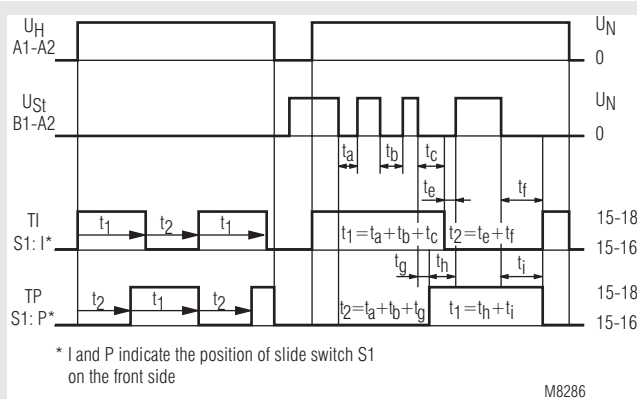 UH UN
A1-A2
0
USt UN
B1-A2
0
ta tb tc
te tf
TI t1 t2 t1 t1=ta+tb+tc t2=te+tf 15-18
S1: I* 15-16
tg th ti
TP t2 t1 t2 t2=ta+tb+tg t1=th+ti 15-18
S1: P* 15-16
* I and P indicate the position of slide switch S1
on the front side
M8286